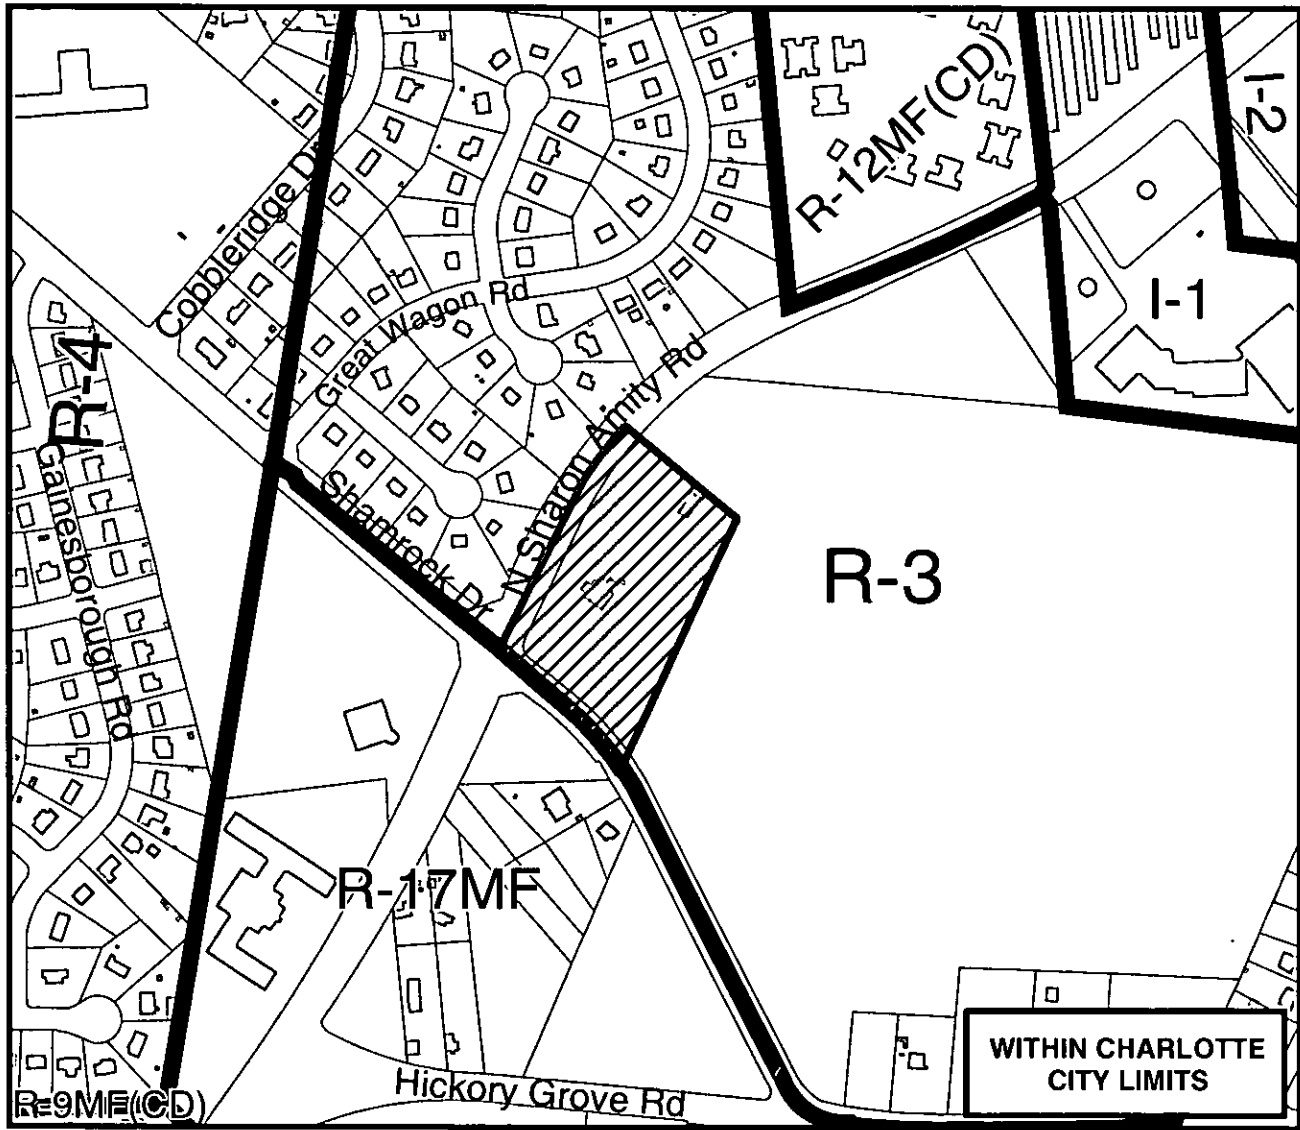 I-2
R-12MF(CD)
Cobbleridge Dr
Great Wagon Rd
I-1
R-4
N Sharon Amity Rd
Gainesborough Rd
Shamrock Dr
R-3
R-17MF
WITHIN CHARLOTTE
CITY LIMITS
Hickory Grove Rd
R-9MF(CD)